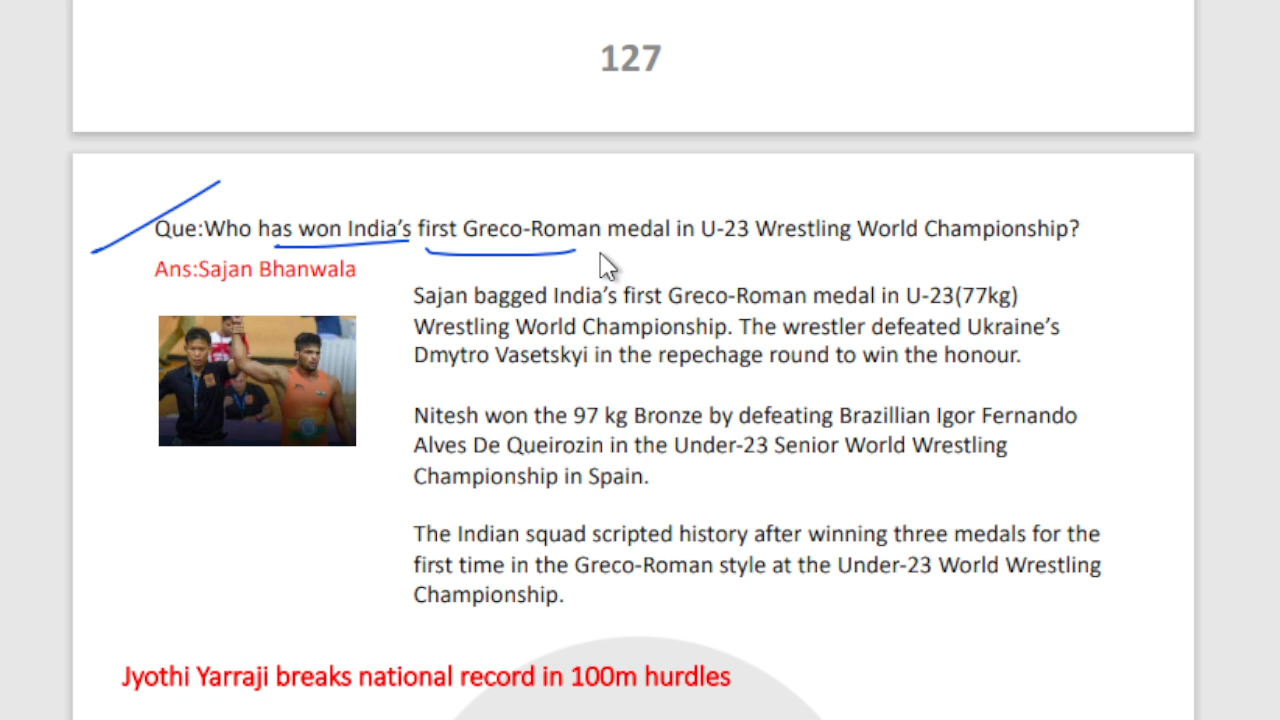 127
Que:Who has won India's first Greco-Roman medal in U-23 Wrestling World Championship?
Ans:Sajan Bhanwala
Sajan bagged India's first Greco-Roman medal in U-23(77kg)
Wrestling World Championship. The wrestler defeated Ukraine's
Dmytro Vasetskyi in the repechage round to win the honour.
Nitesh won the 97 kg Bronze by defeating Brazillian Igor Fernando
Alves De Queirozin in the Under-23 Senior World Wrestling
Championship in Spain.
The Indian squad scripted history after winning three medals for the
first time in the Greco-Roman style at the Under-23 World Wrestling
Championship.
Jyothi Yarraji breaks national record in 100m hurdles